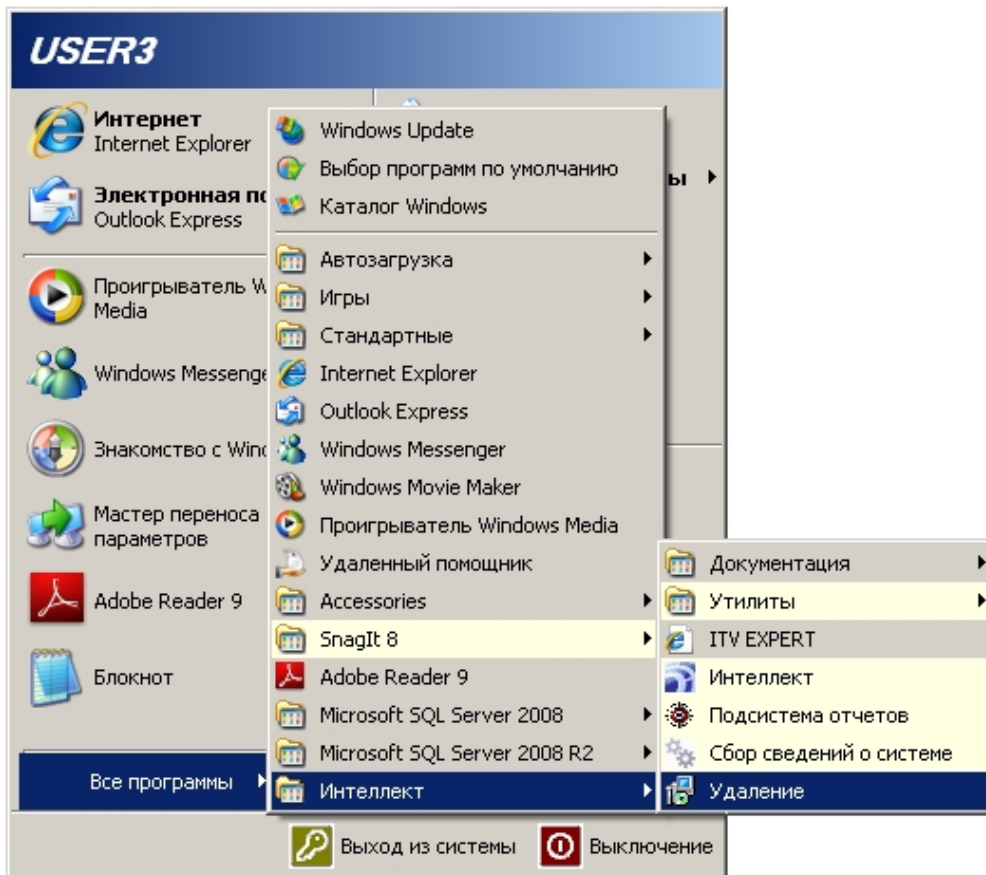 USER3
Интернет
Internet Explorer
Электронная по
Outlook Express
Проигрыватель W
Media
Windows Messenge
Знакомство с Wind
Мастер переноса
параметров
Adobe Reader 9
Блокнот
Все программы
Windows Update
Выбор программ по умолчанию
Каталог Windows
Автозагрузка
Игры
Стандартные
Internet Explorer
Outlook Express
Windows Messenger
Windows Movie Maker
Проигрыватель Windows Media
Удаленный помощник
Accessories
SnagIt 8
Adobe Reader 9
Microsoft SQL Server 2008
Microsoft SQL Server 2008 R2
Интеллект
ы
Документация
Утилиты
ITV EXPERT
Интеллект
Подсистема отчетов
Сбор сведений о системе
Удаление
Выход из системы
Выключение